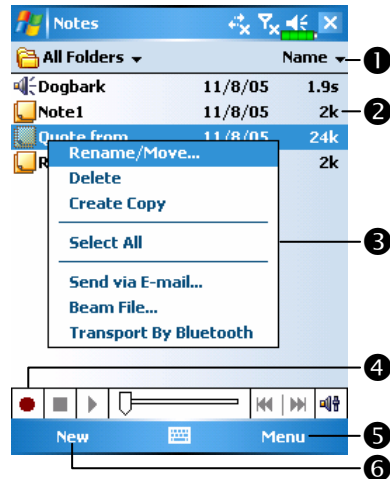 Notes
All Folders Name 1
Dogbark 11/8/05 1.9s
Note1 11/8/05 2k 2
Quote from 11/8/05 24k
R 2k
Rename/Move...
Delete
Create Copy
Select All 3
Send via E-mail...
Beam File...
Transport By Bluetooth
4
New Menu 5
6